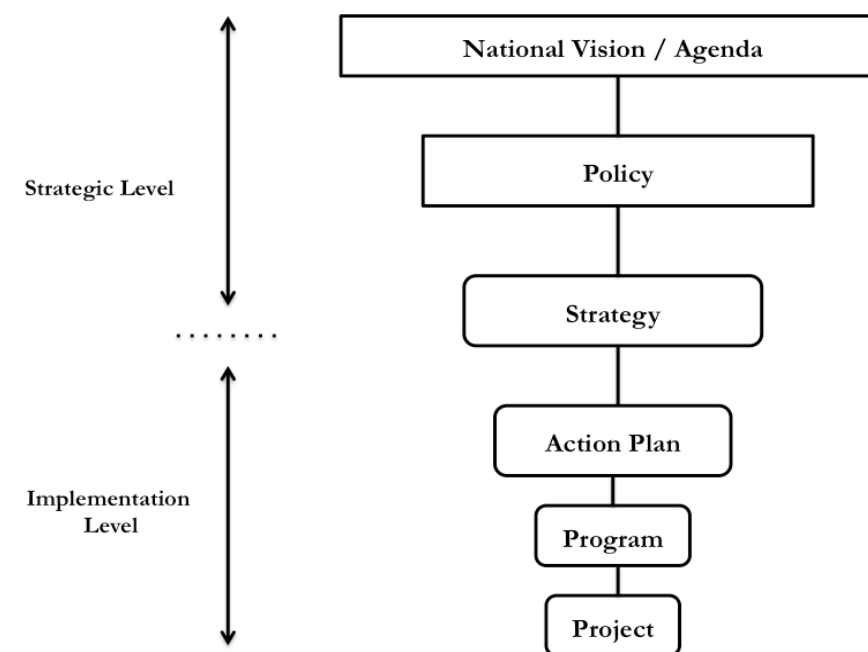 National Vision / Agenda
Policy
Strategic Level
Strategy
Action Plan
Implementation
Level
Program
Project